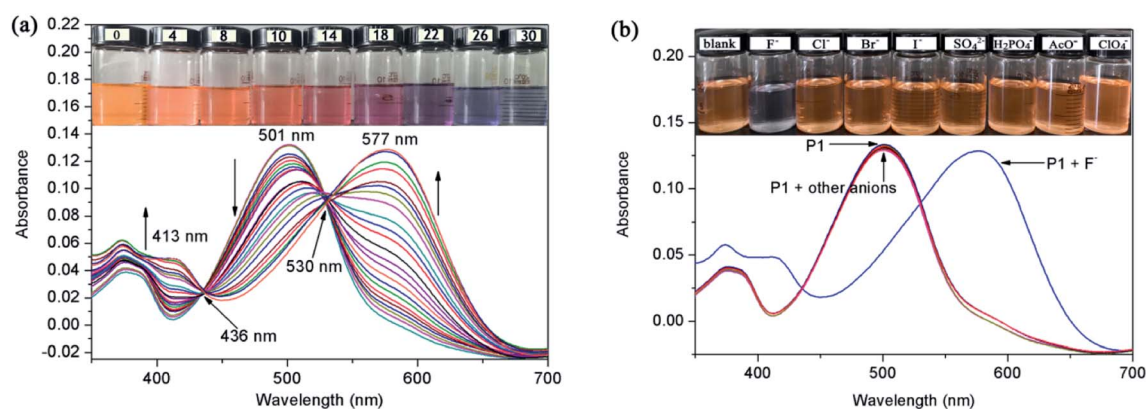 (a)
0 4 8 10 14 18 22 26 30
0.22
0.20
0.18
0.16
0.14
0.12
0.10
0.08
0.06
0.04
0.02
0.00
-0.02
Absorbance
501 nm
577 nm
413 nm
530 nm
436 nm
400 500 600 700
Wavelength (nm)
(b)
blank F⁻ Cl⁻ Br⁻ I⁻ SO₄²⁻ H₂PO₄⁻ AcO⁻ ClO₄⁻
0.20
0.15
0.10
0.05
0.00
Absorbance
P1
P1 + F⁻
P1 + other anions
400 500 600 700
Wavelength (nm)